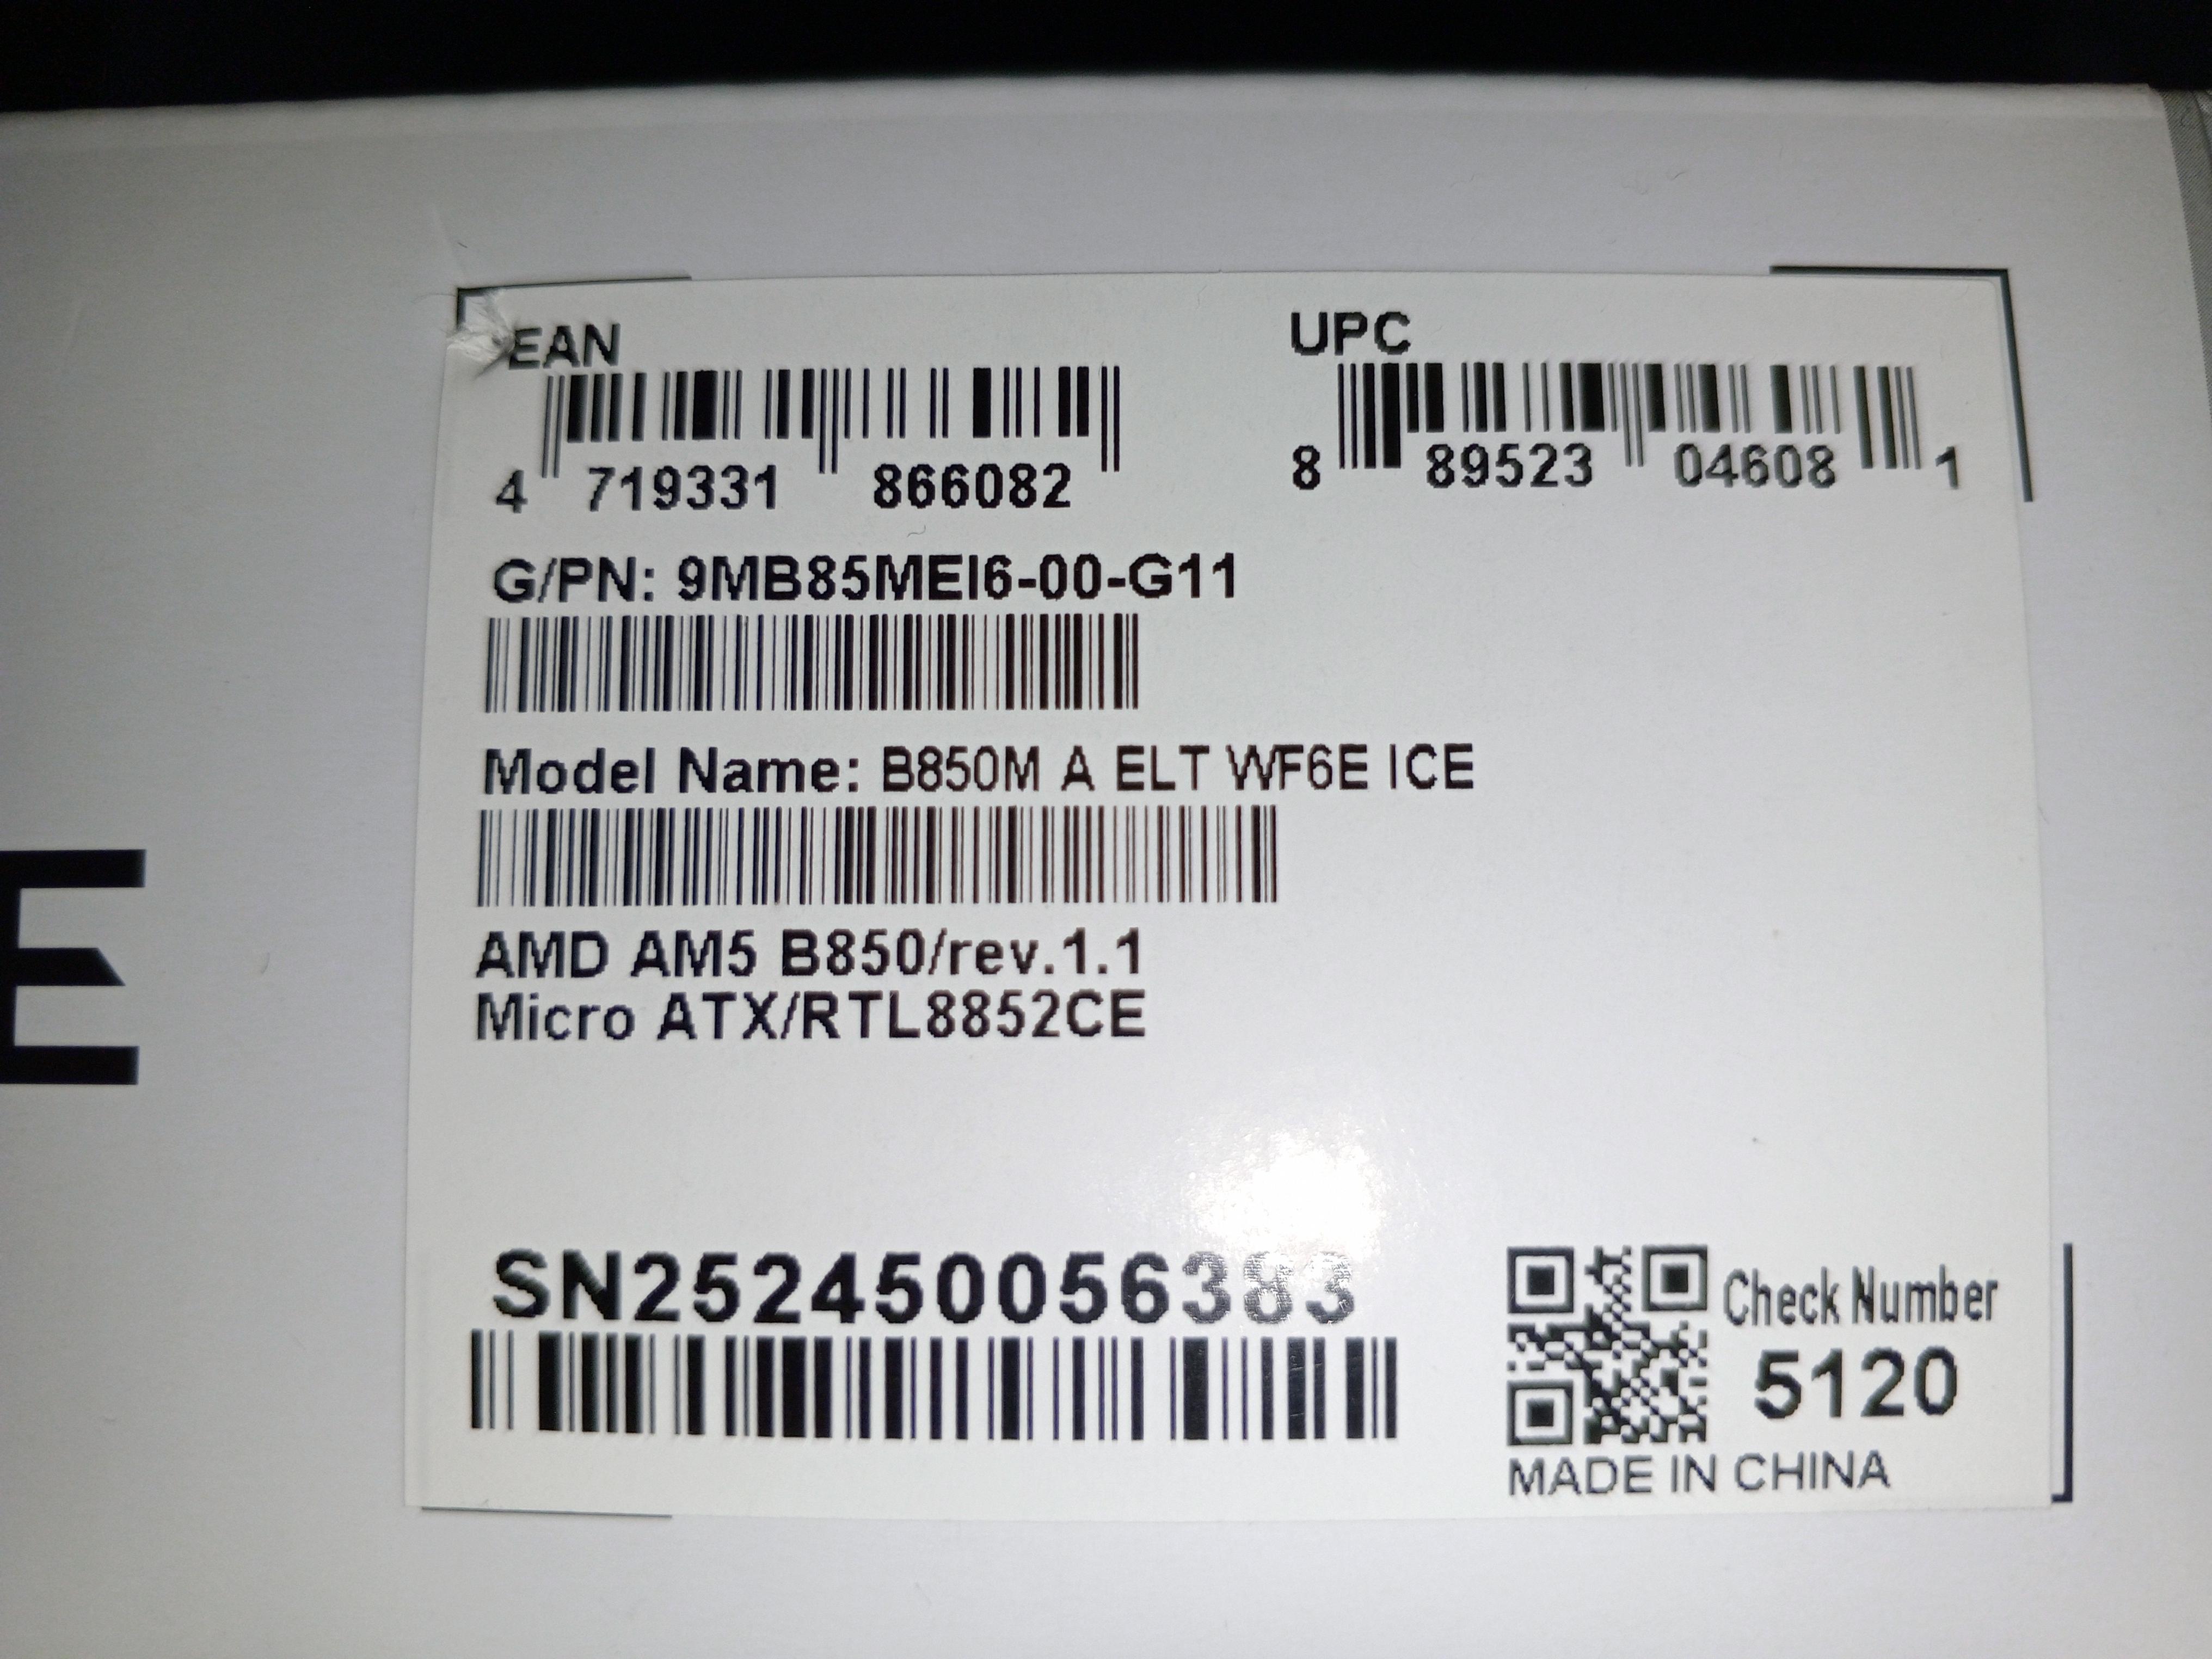 EAN
UPC
4 719331 866082
8 89523 04608 1
G/PN: 9MB85MEI6-00-G11
Model Name: B850M A ELT WF6E ICE
AMD AM5 B850/rev.1.1
Micro ATX/RTL8852CE
E
SN252450056383
Check Number
5120
MADE IN CHINA